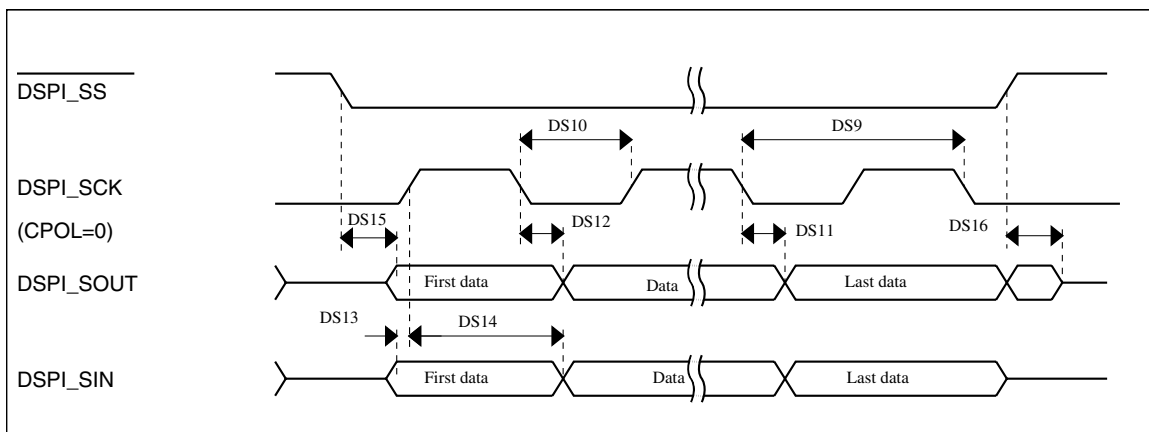 DSPI_SS
DS10
DS9
DSPI_SCK
(CPOL=0)
DS15
DS12
DS11
DS16
DSPI_SOUT
First data
Data
Last data
DS13
DS14
DSPI_SIN
First data
Data
Last data